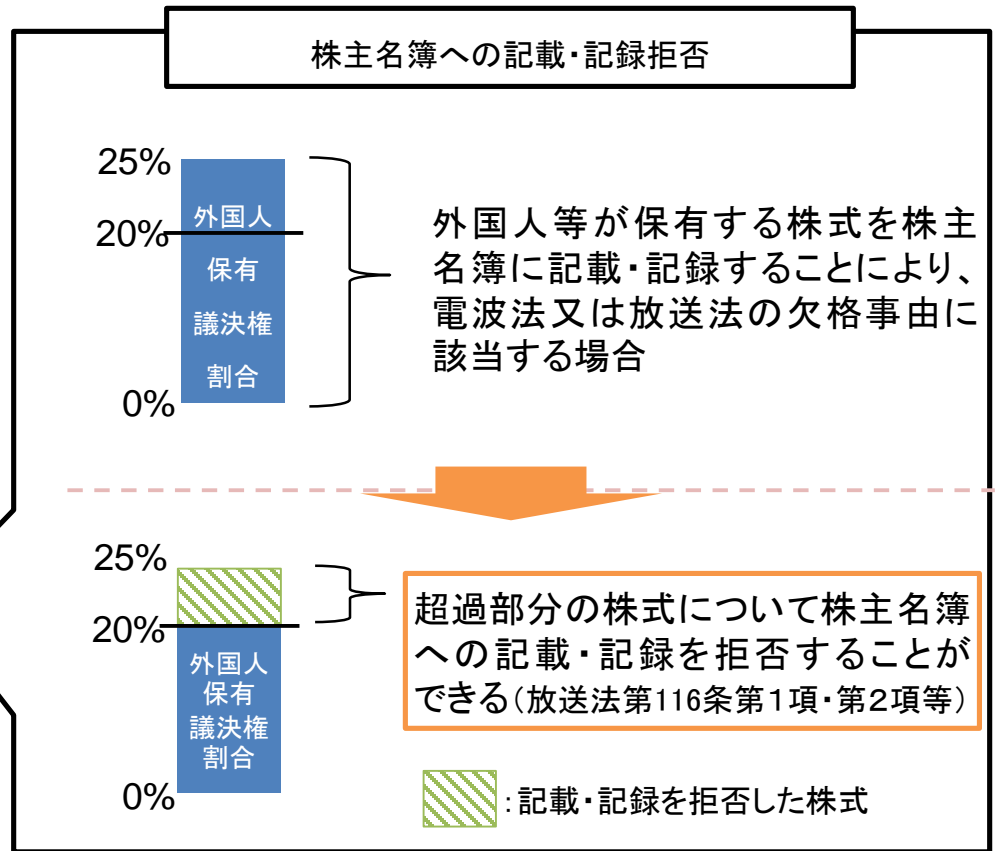 株主名簿への記載・記録拒否
25%
外国人
20%
保有
議決権
割合
0%
外国人等が保有する株式を株主
名簿に記載・記録することにより、
電波法又は放送法の欠格事由に
該当する場合
25%
20%
外国人
保有
議決権
割合
0%
超過部分の株式について株主名簿
への記載・記録を拒否することが
できる(放送法第116条第1項・第2項等)
:記載・記録を拒否した株式